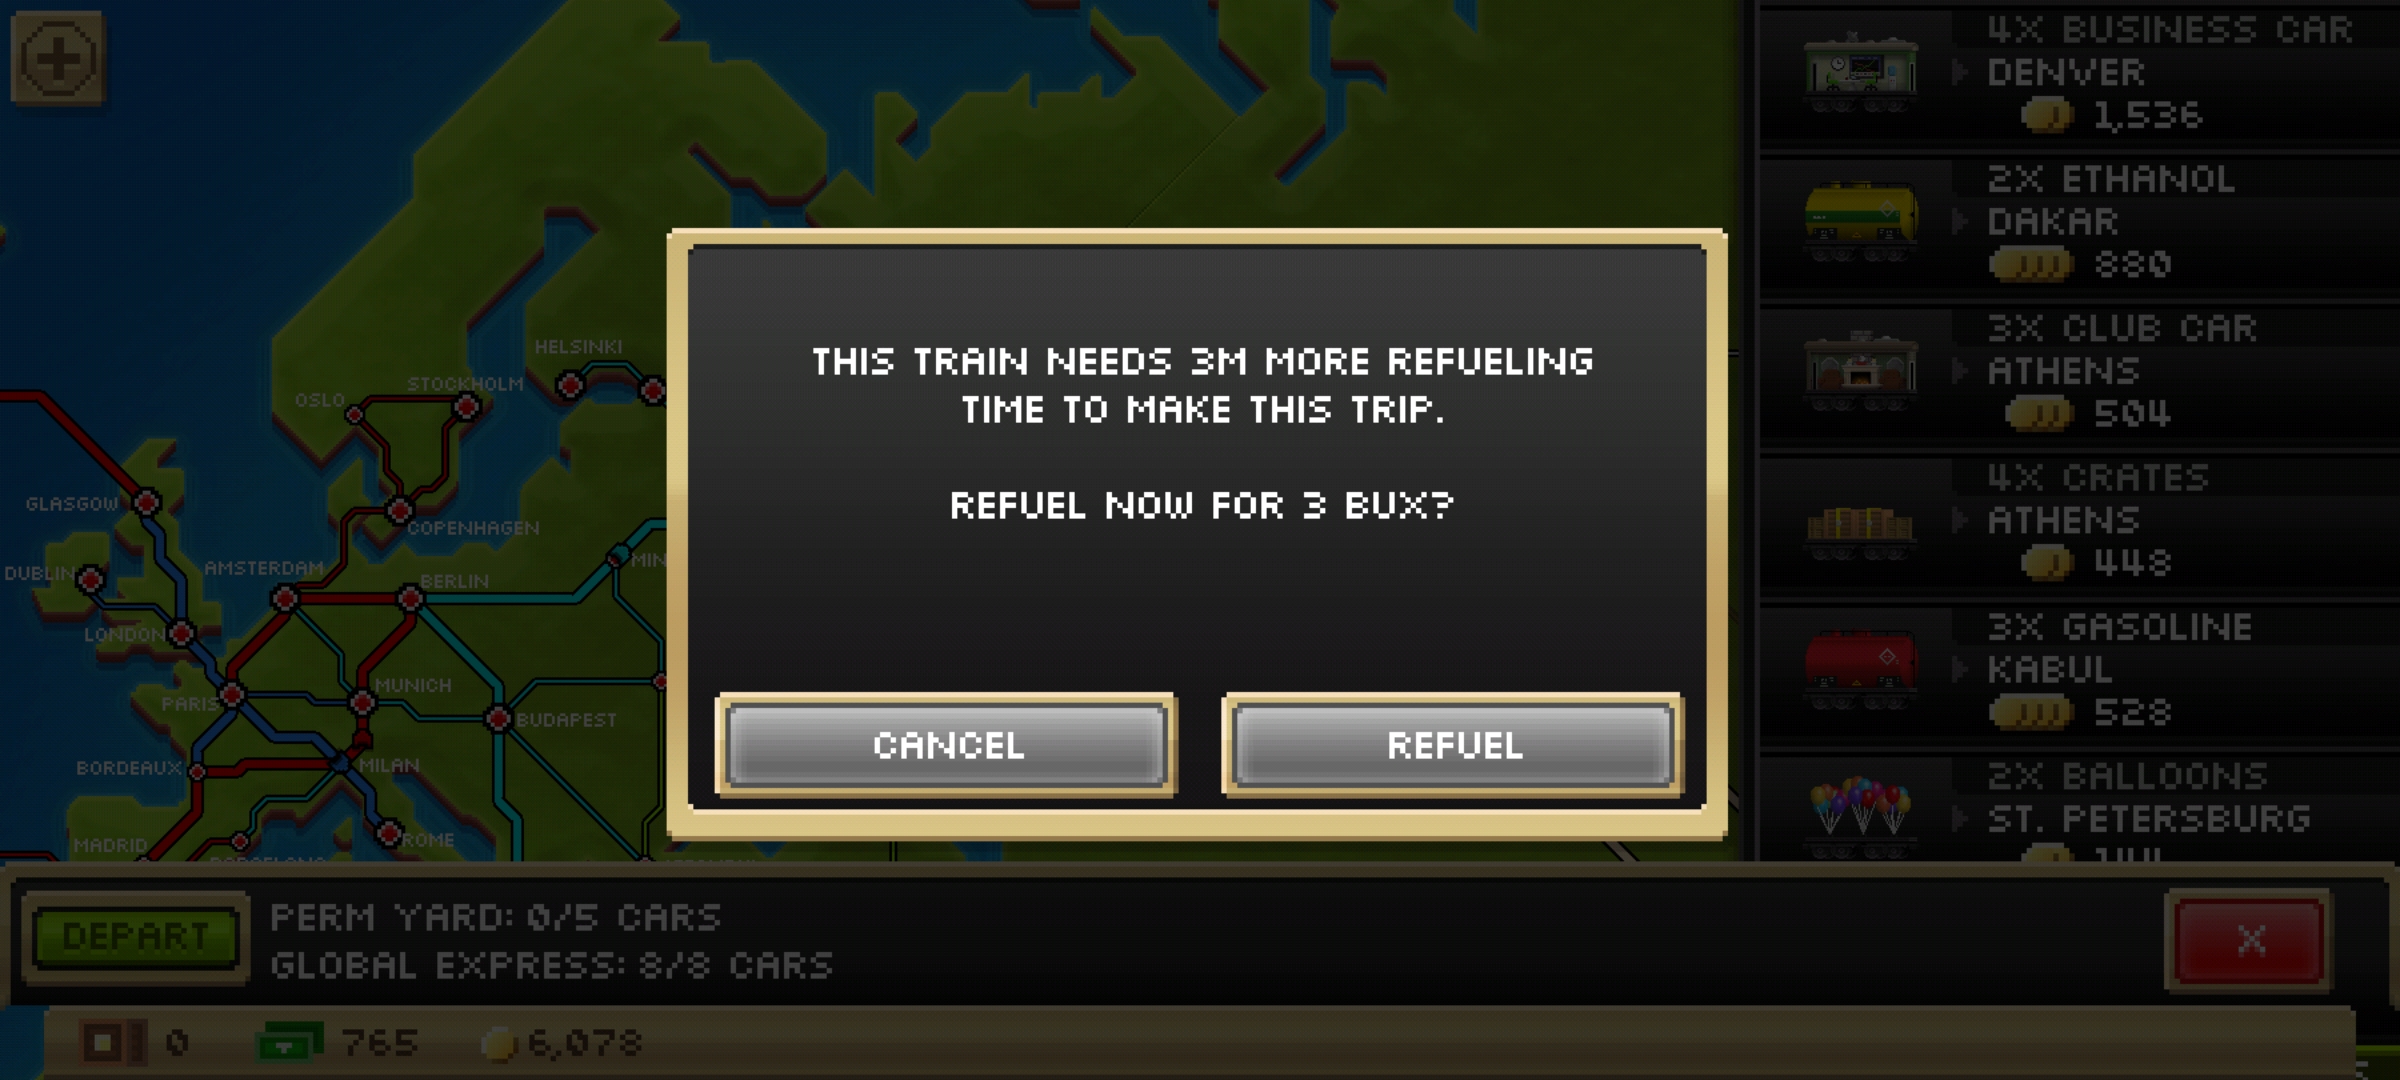 4X BUSINESS CAR
DENVER
1,536
2X ETHANOL
DAKAR
880
3X CLUB CAR
ATHENS
504
4X CRATES
ATHENS
448
3X GASOLINE
KABUL
528
2X BALLOONS
ST. PETERSBURG
THIS TRAIN NEEDS 3M MORE REFUELING
TIME TO MAKE THIS TRIP.
REFUEL NOW FOR 3 BUX?
CANCEL
REFUEL
HELSINKI
STOCKHOLM
OSLO
GLASGOW
COPENHAGEN
DUBLIN
AMSTERDAM
BERLIN
MIN
LONDON
MUNICH
PARIS
BUDAPEST
BORDEAUX
MILAN
MADRID
ROME
DEPART
PERM YARD: 0/5 CARS
GLOBAL EXPRESS: 8/8 CARS
X
0
765
6,078